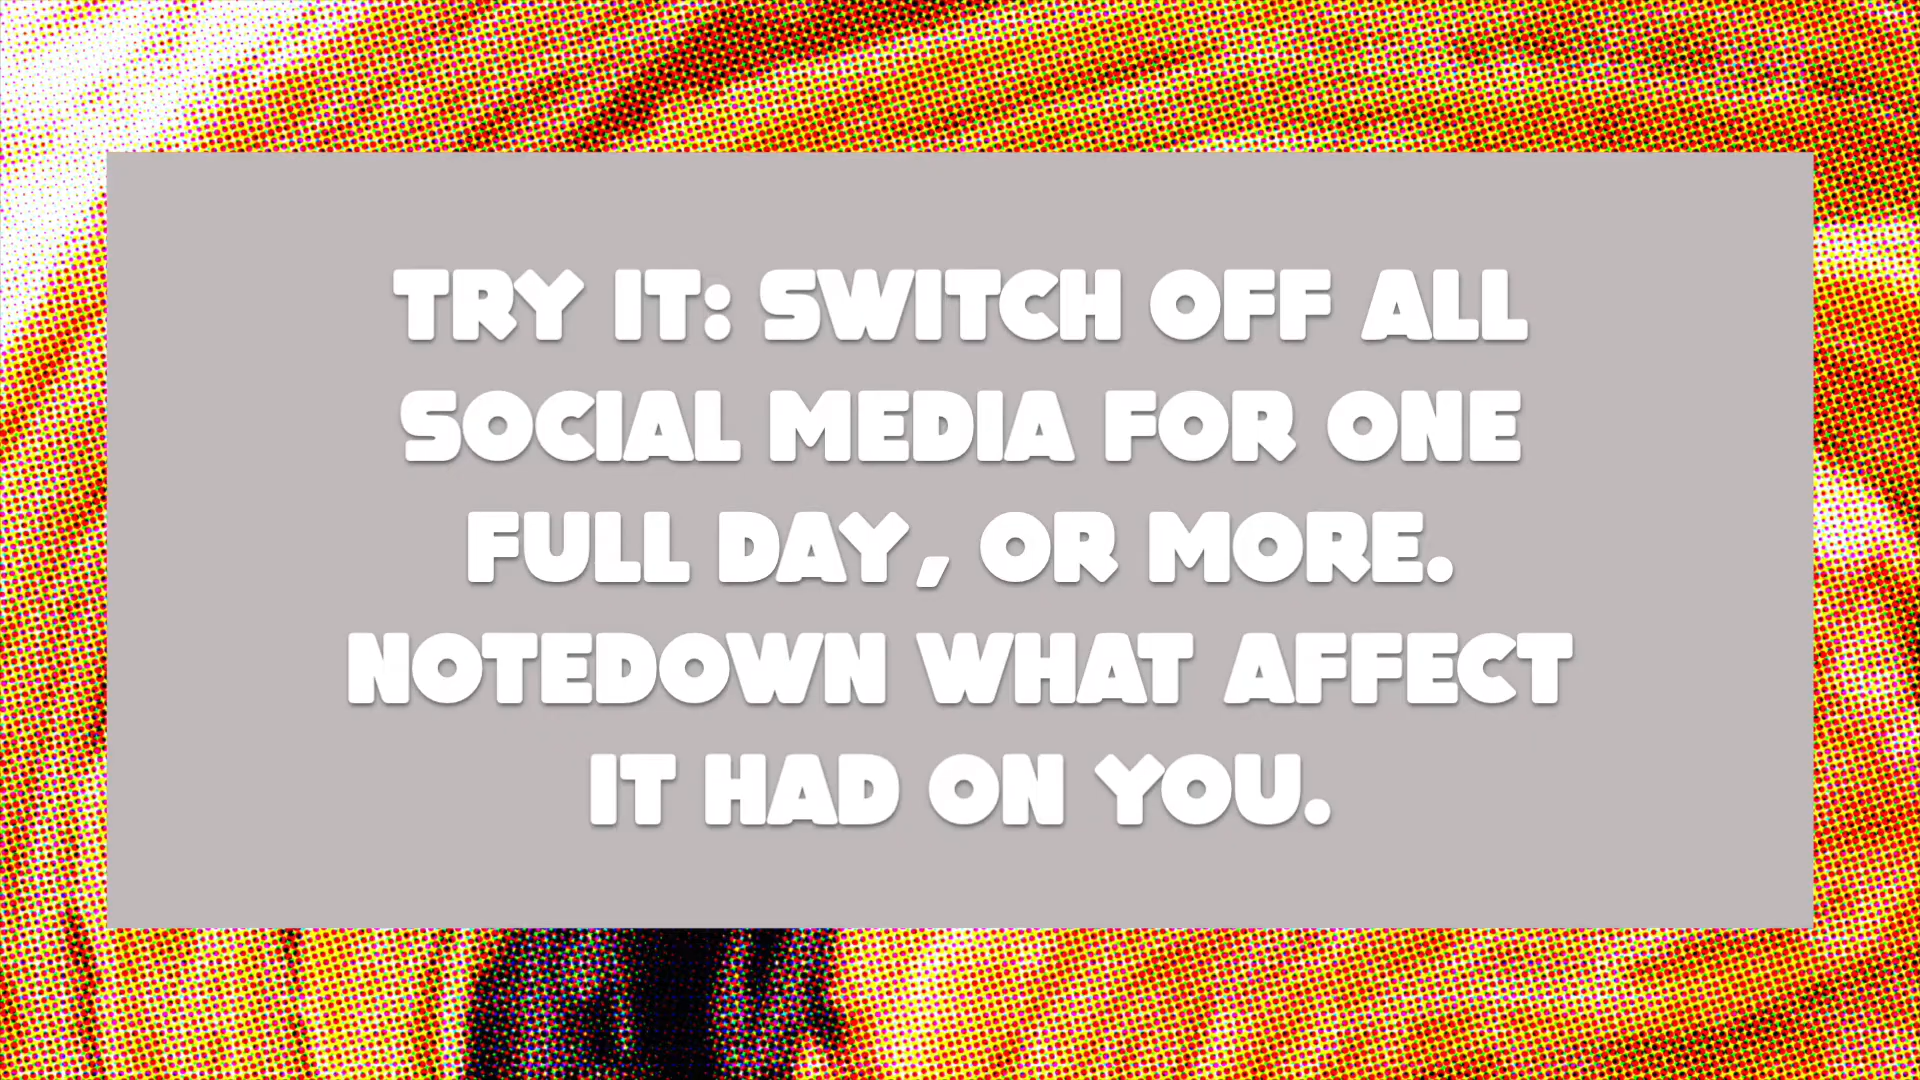 TRY IT: SWITCH OFF ALL
SOCIAL MEDIA FOR ONE
FULL DAY, OR MORE.
NOTEDOWN WHAT AFFECT
IT HAD ON YOU.